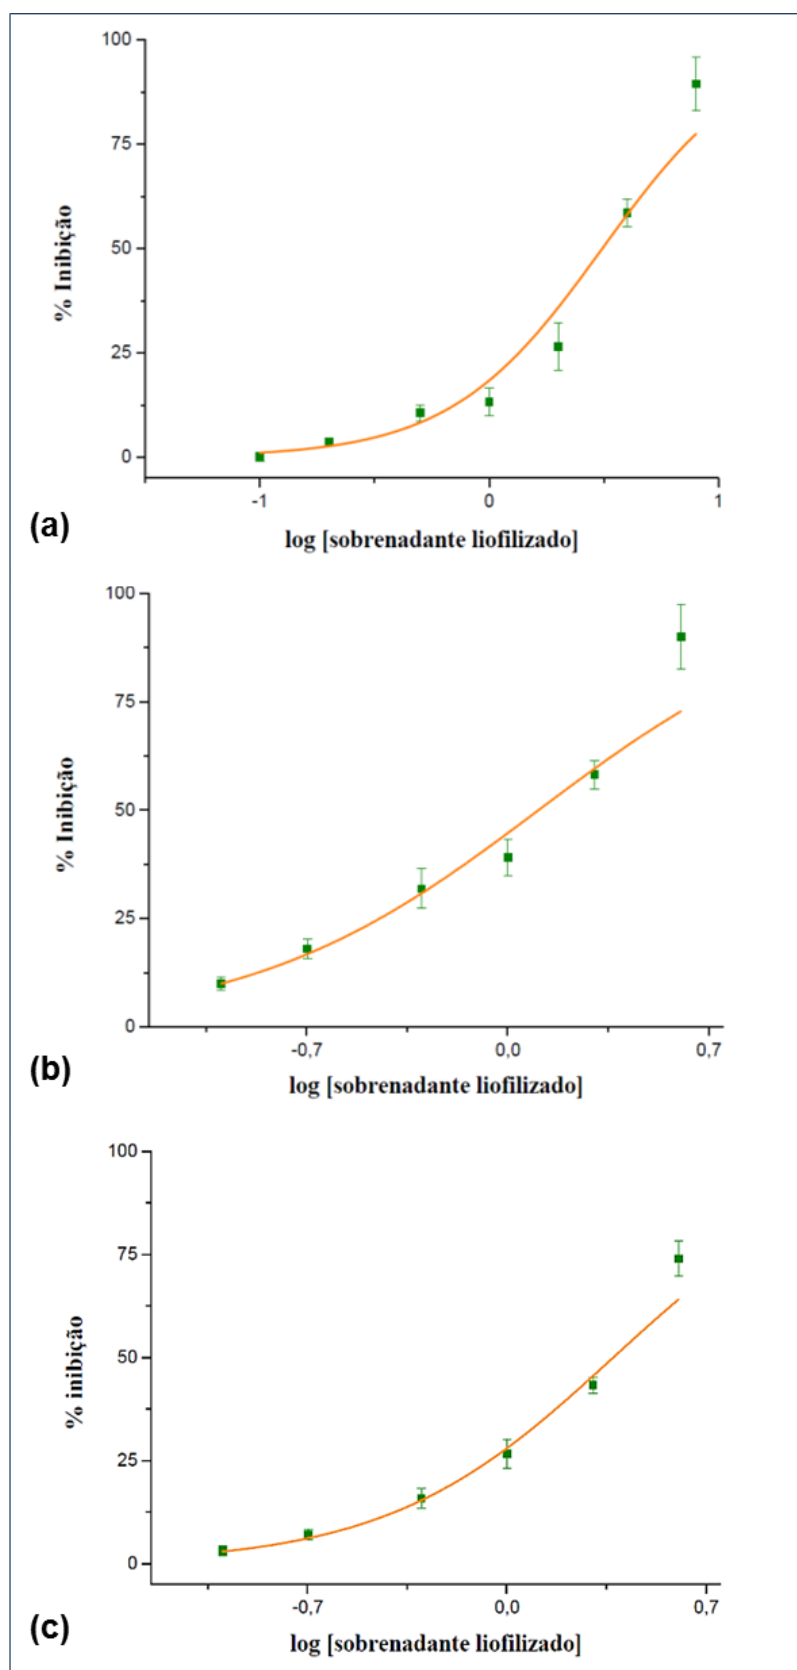 100
75
50
25
0
% Inibição
-1
0
1
(a)
log [sobrenadante liofilizado]
100
75
50
25
0
% Inibição
-0,7
0,0
0,7
(b)
log [sobrenadante liofilizado]
100
75
50
25
0
% inibição
-0,7
0,0
0,7
(c)
log [sobrenadante liofilizado]